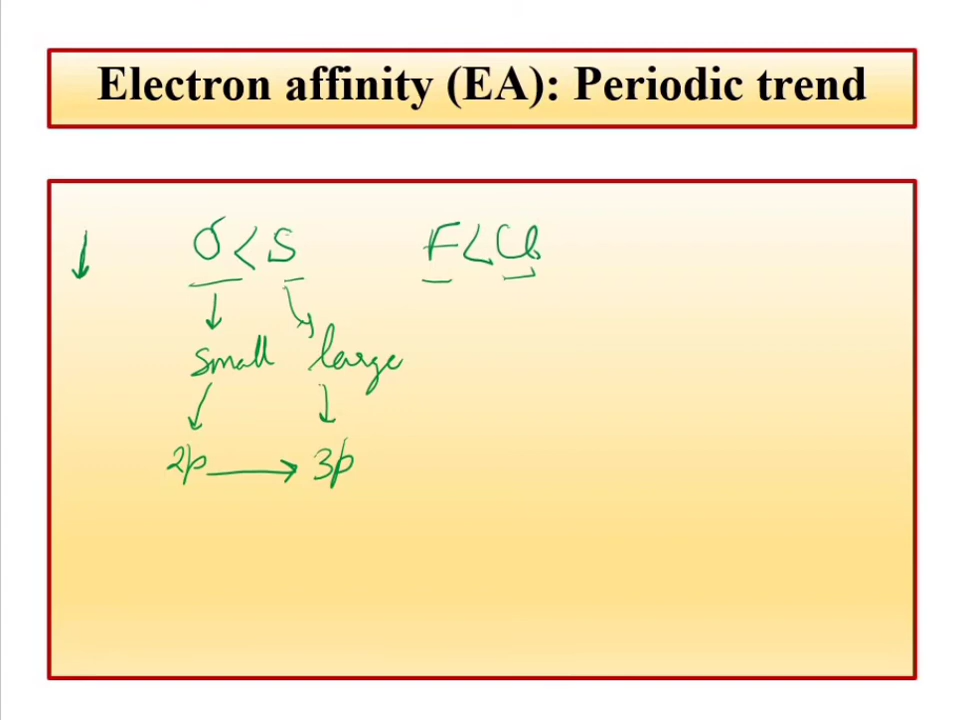 Electron affinity (EA): Periodic trend
↓ O < S F < Cl
↓ ↘
small large
↓ ↓
2p → 3p